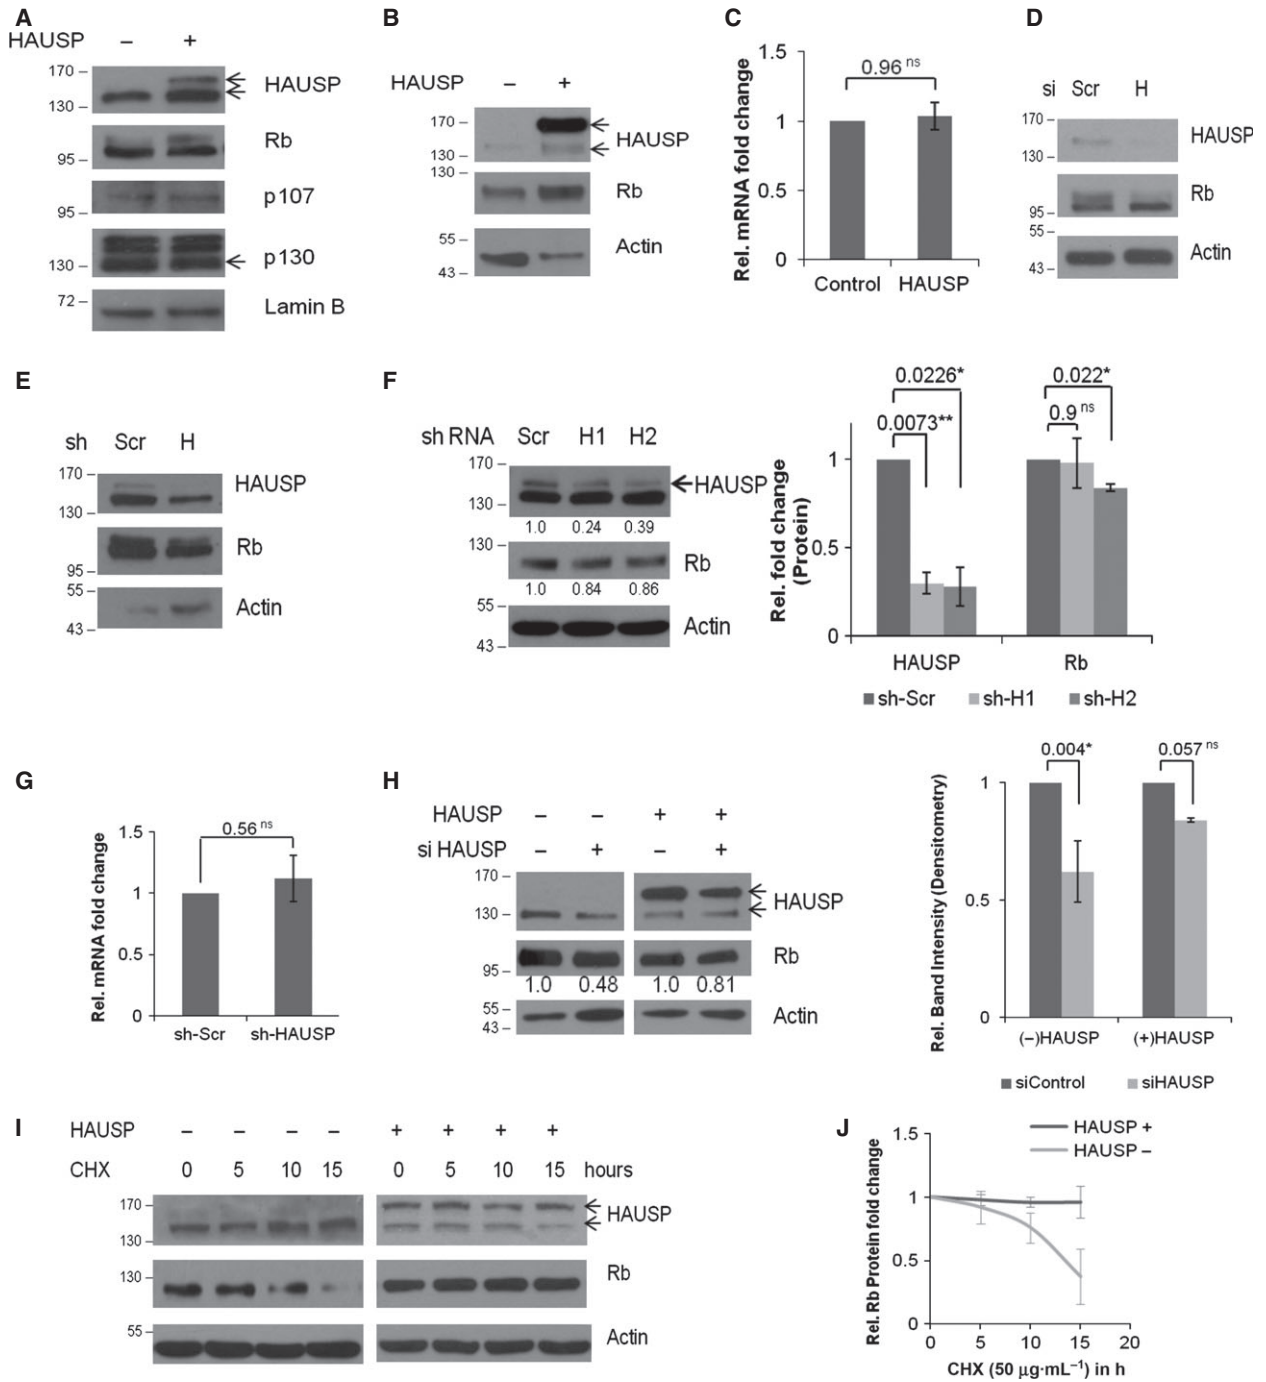 A
HAUSP – +
170 –
130 –
HAUSP
95 –
Rb
95 –
p107
130 –
p130
72 –
Lamin B
B
HAUSP – +
170 –
130 –
HAUSP
130 –
Rb
55 –
43 –
Actin
C
Rel. mRNA fold change
1.5
1
0.5
0
0.96 ns
Control HAUSP
D
si Scr H
170 –
130 –
HAUSP
95 –
Rb
55 –
43 –
Actin
E
sh Scr H
170 –
130 –
HAUSP
95 –
Rb
55 –
43 –
Actin
F
sh RNA Scr H1 H2
170 –
130 –
HAUSP
1.0 0.24 0.39
130 –
Rb
1.0 0.84 0.86
55 –
43 –
Actin
Rel. fold change
(Protein)
1
0.5
0
0.0226*
0.0073**
0.022*
0.9 ns
HAUSP Rb
sh-Scr sh-H1 sh-H2
G
Rel. mRNA fold change
1.5
1
0.5
0
0.56 ns
sh-Scr sh-HAUSP
H
HAUSP – – + +
si HAUSP – + – +
170 –
130 –
HAUSP
95 –
Rb
1.0 0.48 1.0 0.81
55 –
43 –
Actin
Rel. Band Intensity (Densitometry)
1
0.5
0
0.004*
0.057 ns
(–)HAUSP (+)HAUSP
siControl siHAUSP
I
HAUSP – – – – + + + +
CHX 0 5 10 15 0 5 10 15 hours
170 –
130 –
HAUSP
130 –
Rb
55 –
Actin
J
HAUSP +
HAUSP –
Rel. Rb Protein fold change
1.5
1
0.5
0
0 5 10 15 20
CHX (50 µg·mL–1) in h